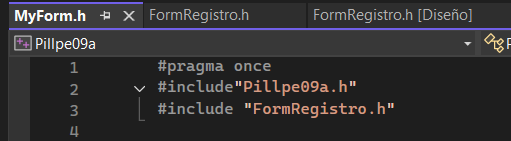 MyForm.h FormRegistro.h FormRegistro.h [Diseño]
Pillpe09a
1 #pragma once
2 #include"Pillpe09a.h"
3 #include "FormRegistro.h"
4